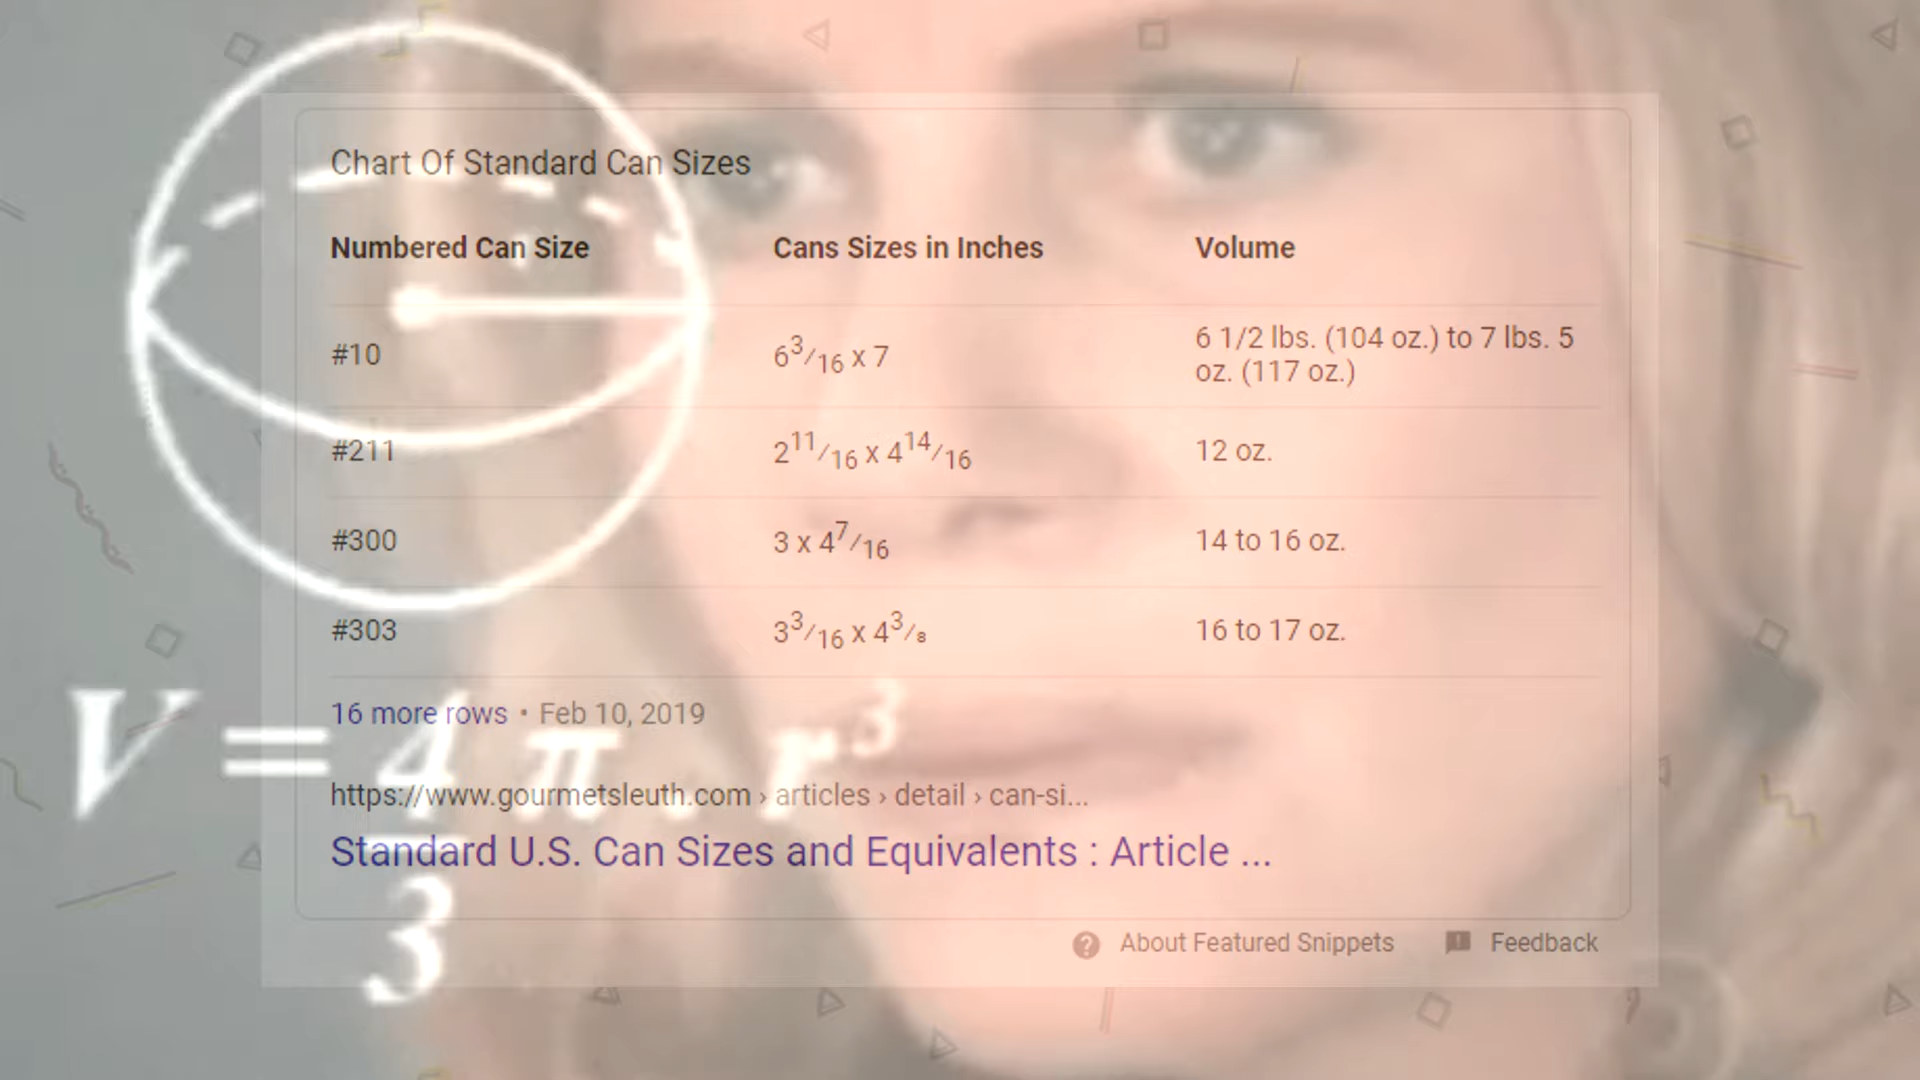 Chart Of Standard Can Sizes
Numbered Can Size Cans Sizes in Inches Volume
#10 6 3/16 x 7 6 1/2 lbs. (104 oz.) to 7 lbs. 5
oz. (117 oz.)
#211 2 11/16 x 4 14/16 12 oz.
#300 3 x 4 7/16 14 to 16 oz.
#303 3 3/16 x 4 3/8 16 to 17 oz.
16 more rows • Feb 10, 2019
V = 4/3 π . r³
https://www.gourmetsleuth.com › articles › detail › can-si...
Standard U.S. Can Sizes and Equivalents : Article ...
About Featured Snippets Feedback